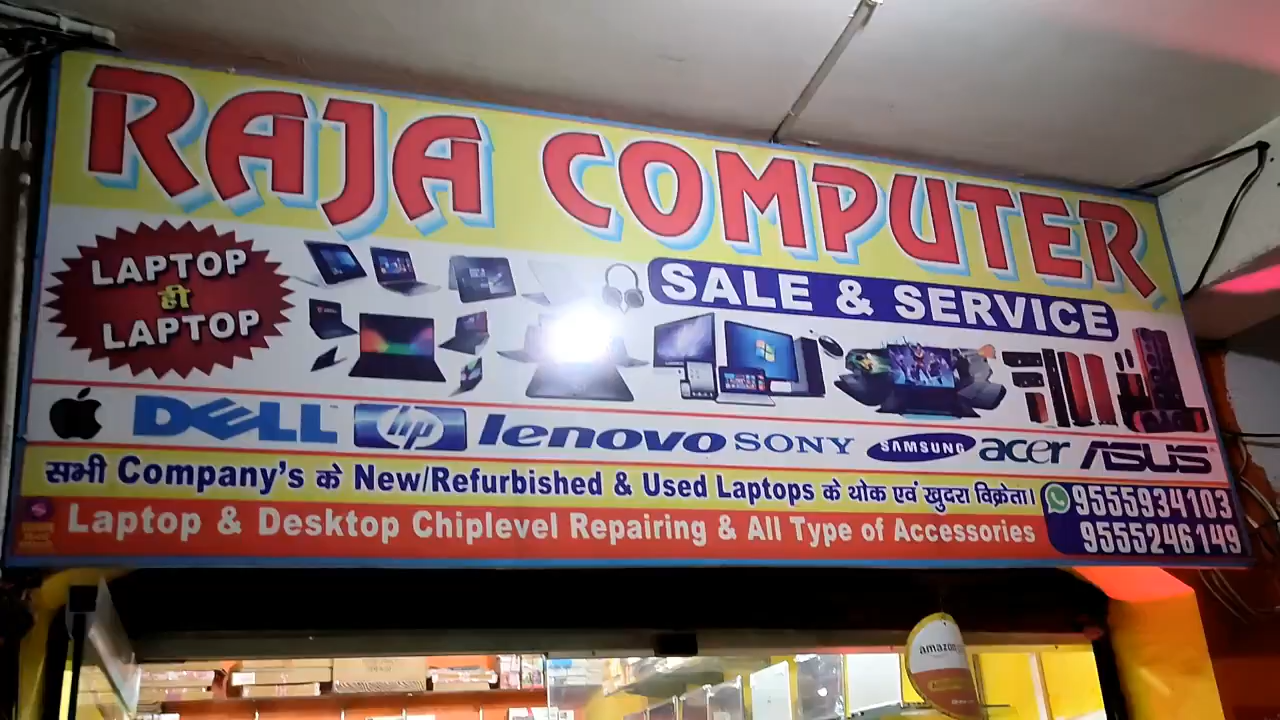 RAJA COMPUTER
SALE & SERVICE
LAPTOP
ही
LAPTOP
DELL hp lenovo SONY SAMSUNG acer ASUS
सभी Company's के New/Refurbished & Used Laptops के थोक एवं खुदरा विक्रेता।
9555934103
Laptop & Desktop Chiplevel Repairing & All Type of Accessories
9555246149
amazon